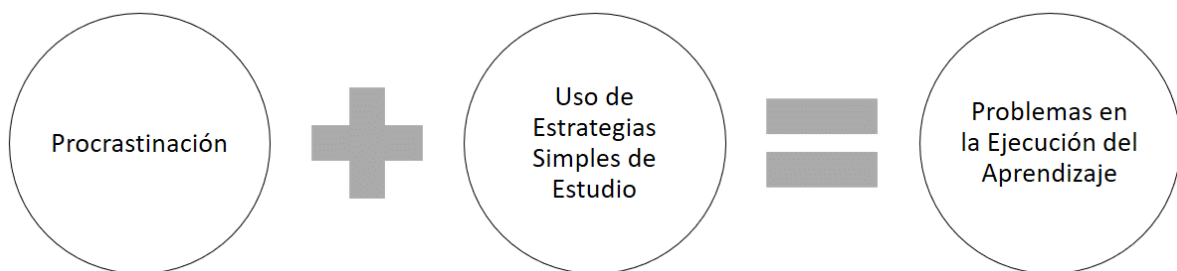 Procrastinación
Uso de
Estrategias
Simples de
Estudio
Problemas en
la Ejecución del
Aprendizaje